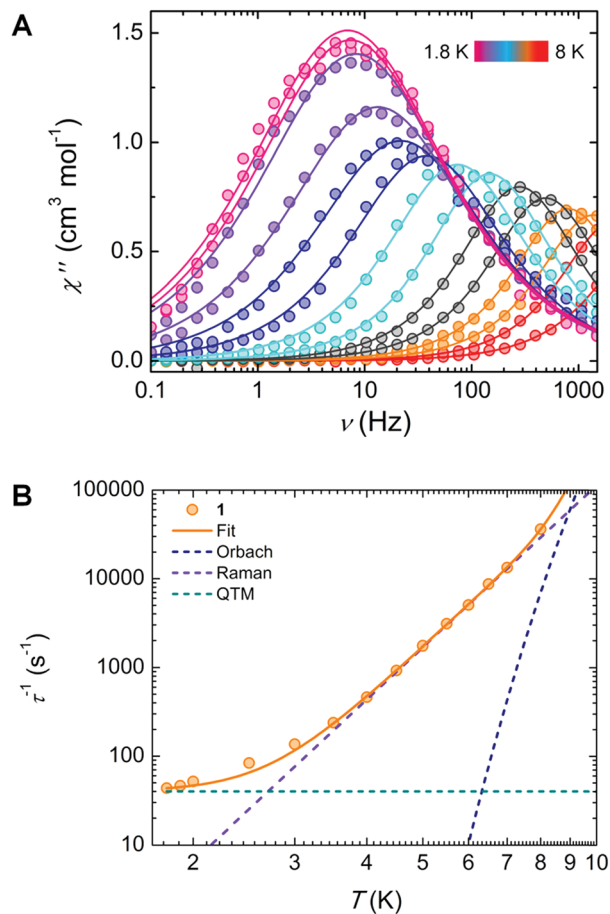 A
1.5
1.0
0.5
0.0
χ″ (cm³ mol⁻¹)
1.8 K 8 K
0.1 1 10 100 1000
ν (Hz)
B
100000
10000
1000
100
10
τ⁻¹ (s⁻¹)
1
Fit
Orbach
Raman
QTM
2 3 4 5 6 7 8 9 10
T (K)